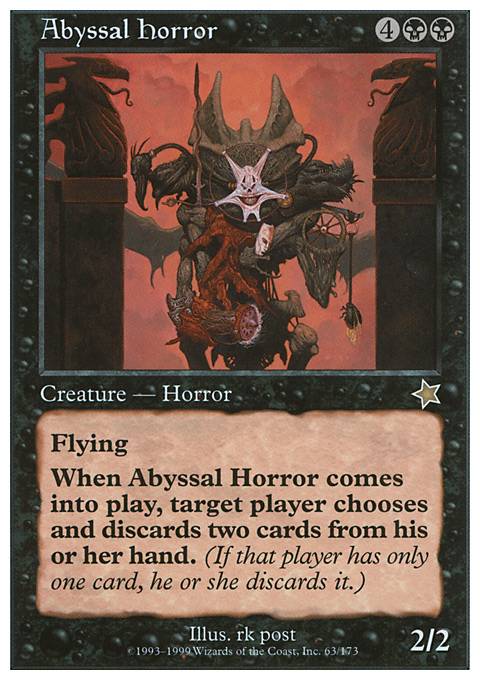 Abyssal Horror 4
Creature — Horror
Flying
When Abyssal Horror comes
into play, target player chooses
and discards two cards from his
or her hand. (If that player has only
one card, he or she discards it.)
Illus. rk post
©1993-1999 Wizards of the Coast, Inc. 63/173
2/2